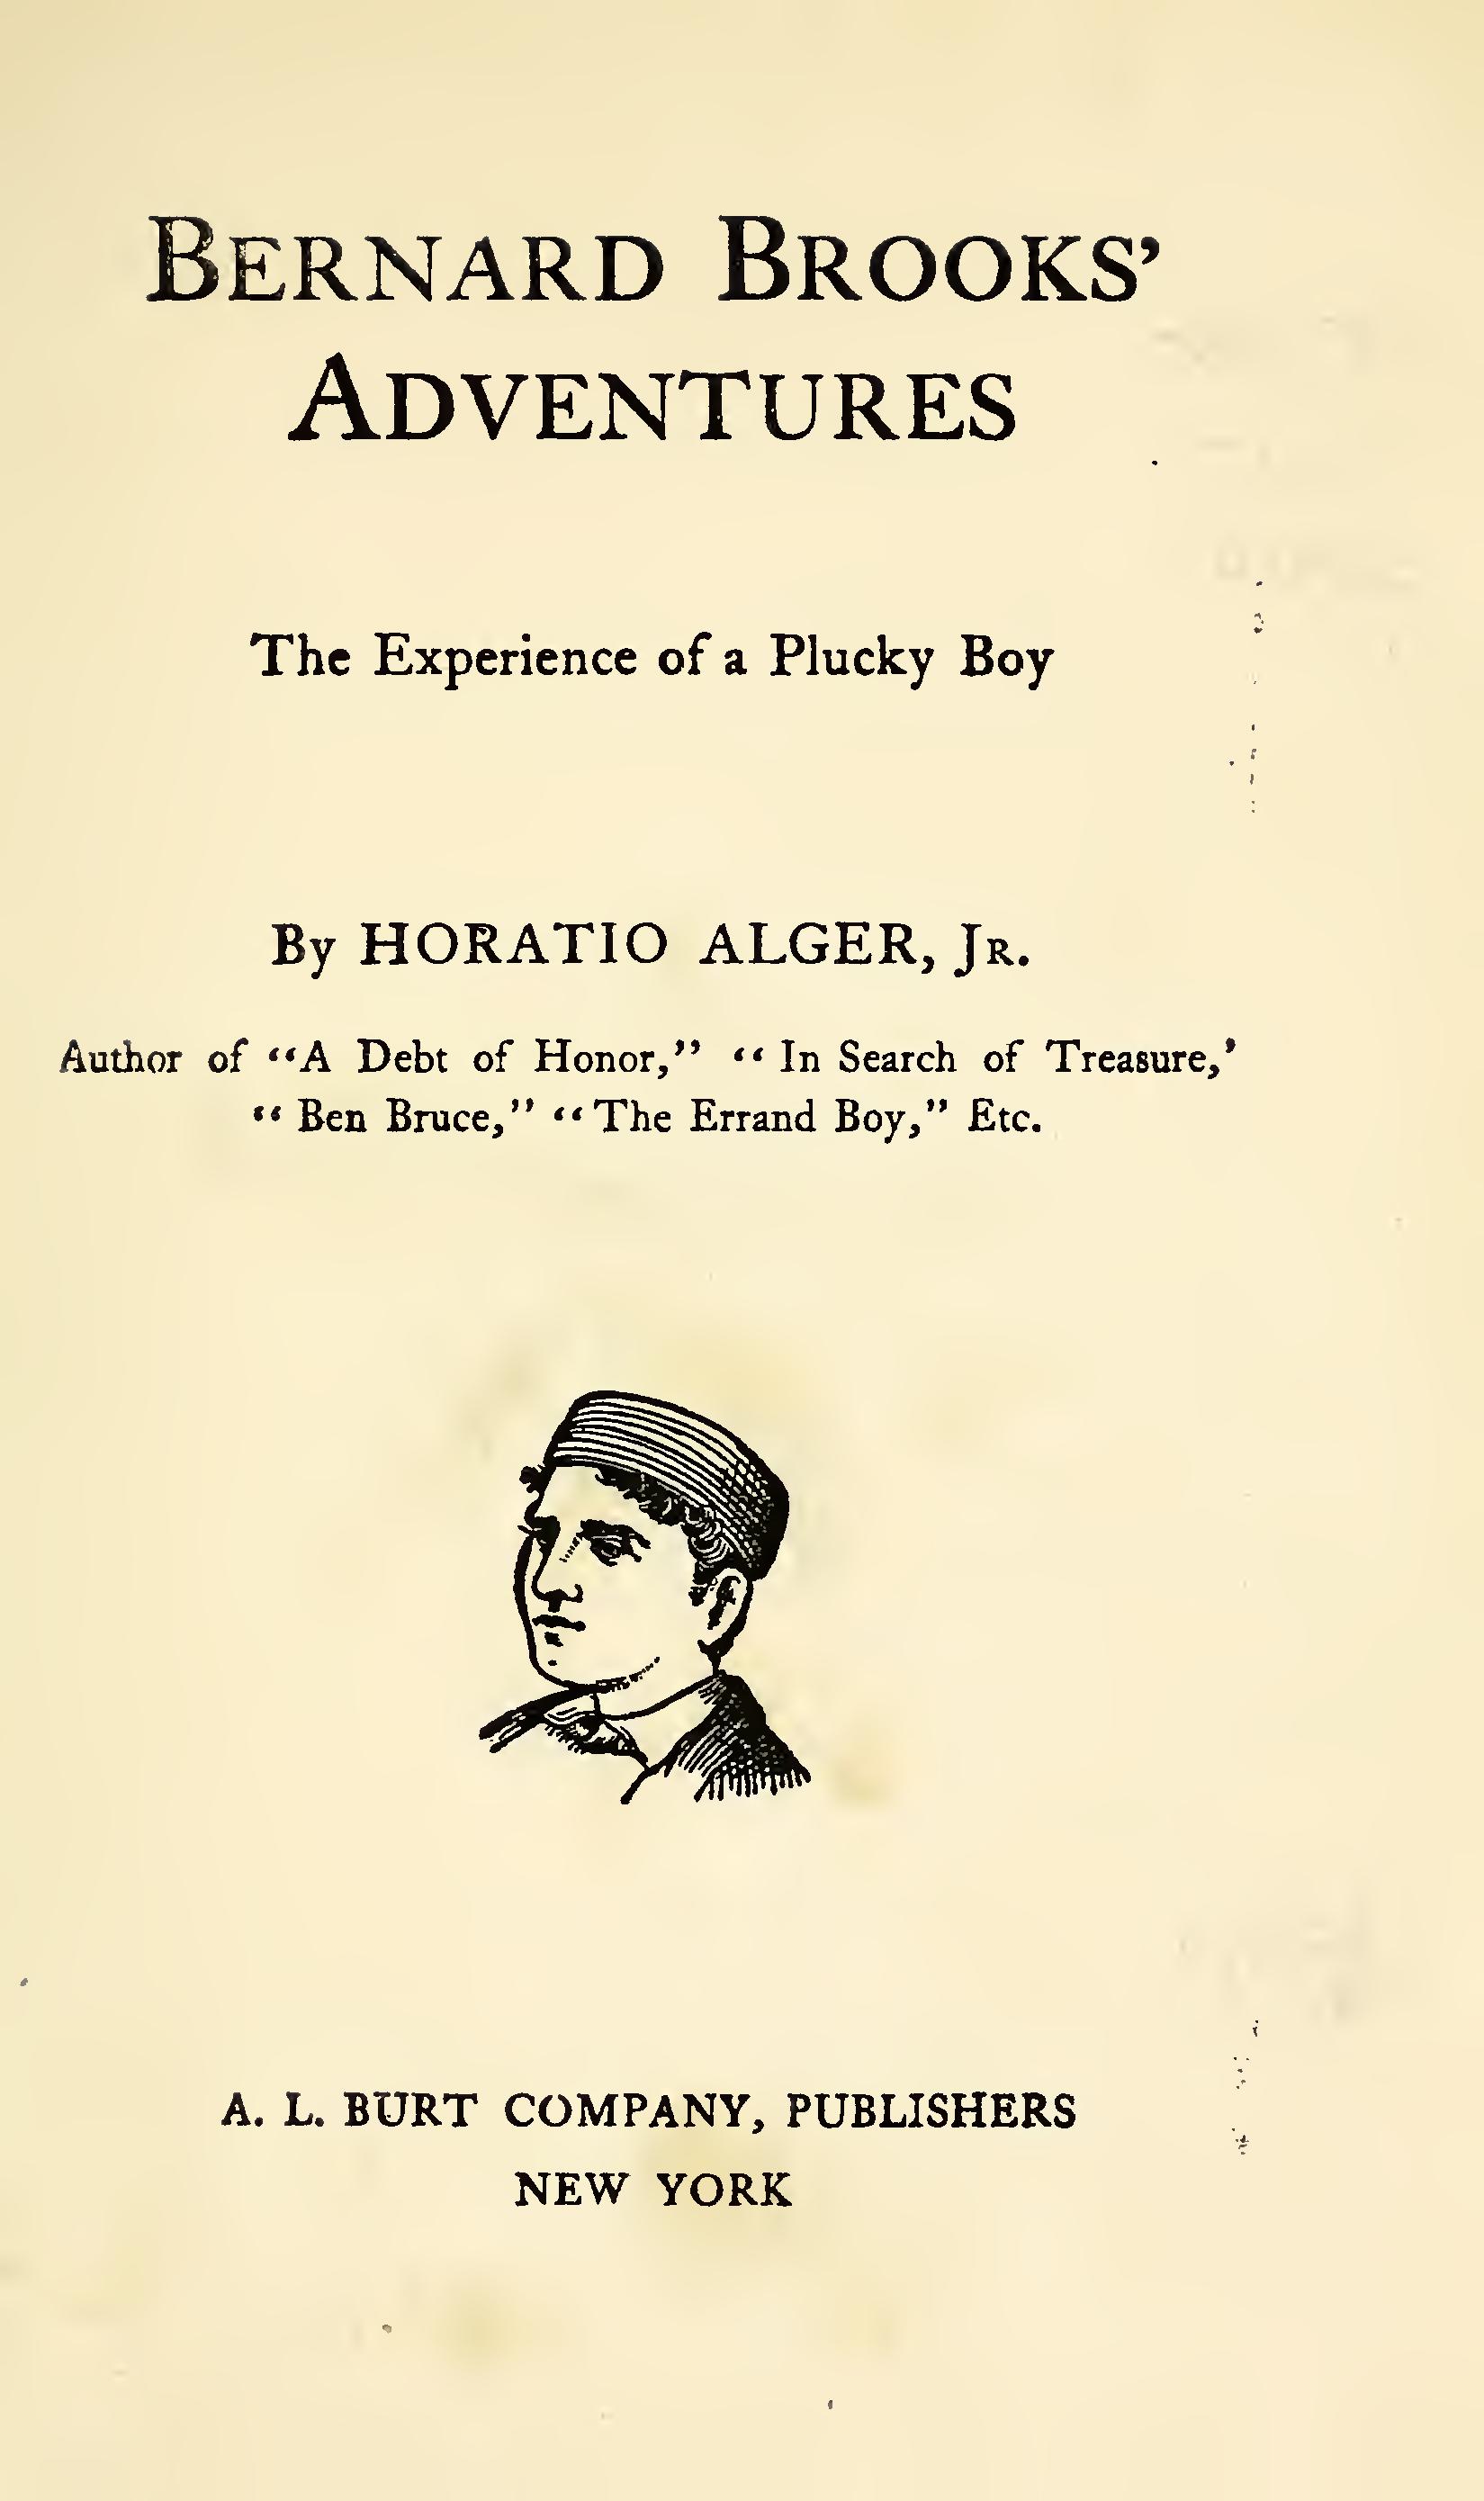 BERNARD BROOKS'
ADVENTURES
The Experience of a Plucky Boy
By HORATIO ALGER, JR.
Author of "A Debt of Honor," "In Search of Treasure,'
"Ben Bruce," "The Errand Boy," Etc.
A. L. BURT COMPANY, PUBLISHERS
NEW YORK